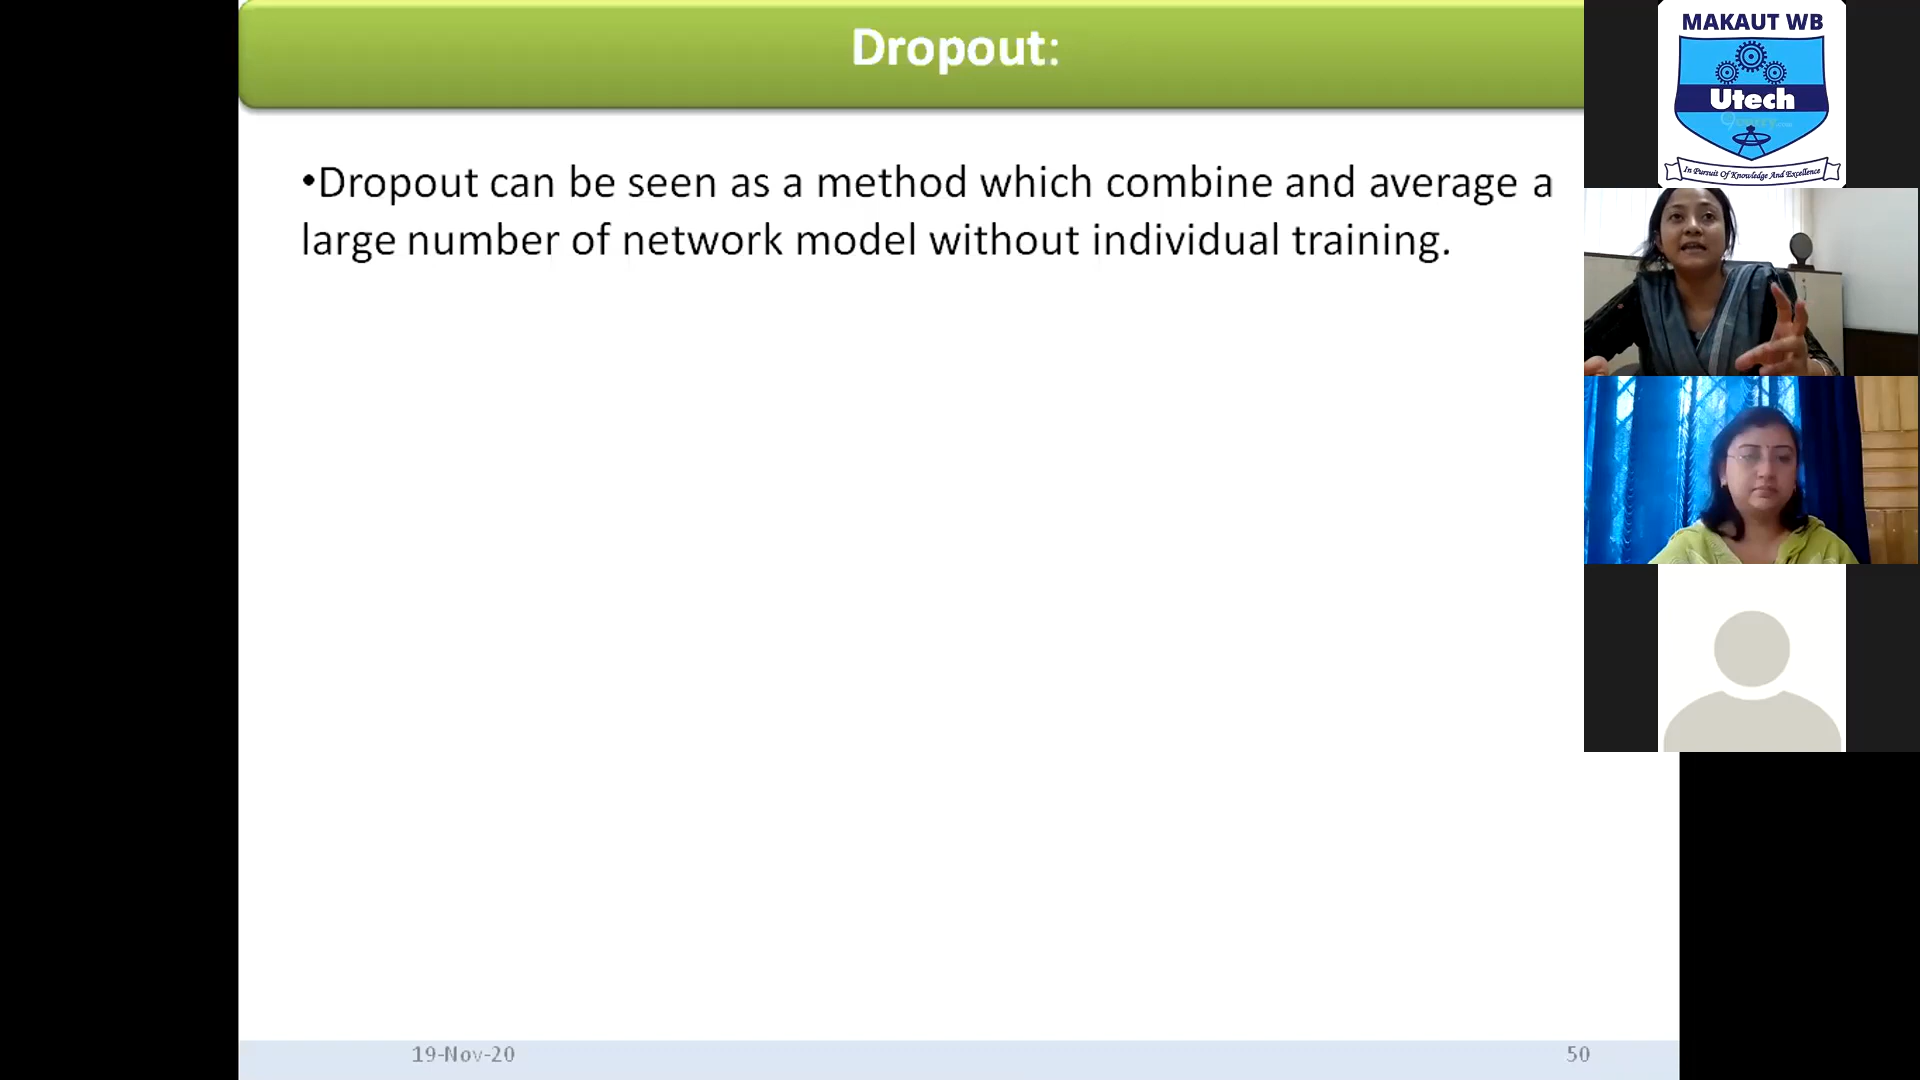 Dropout:
•Dropout can be seen as a method which combine and average a
large number of network model without individual training.
19-Nov-20
50
MAKAUT WB
Utech
In Pursuit Of Knowledge And Excellence